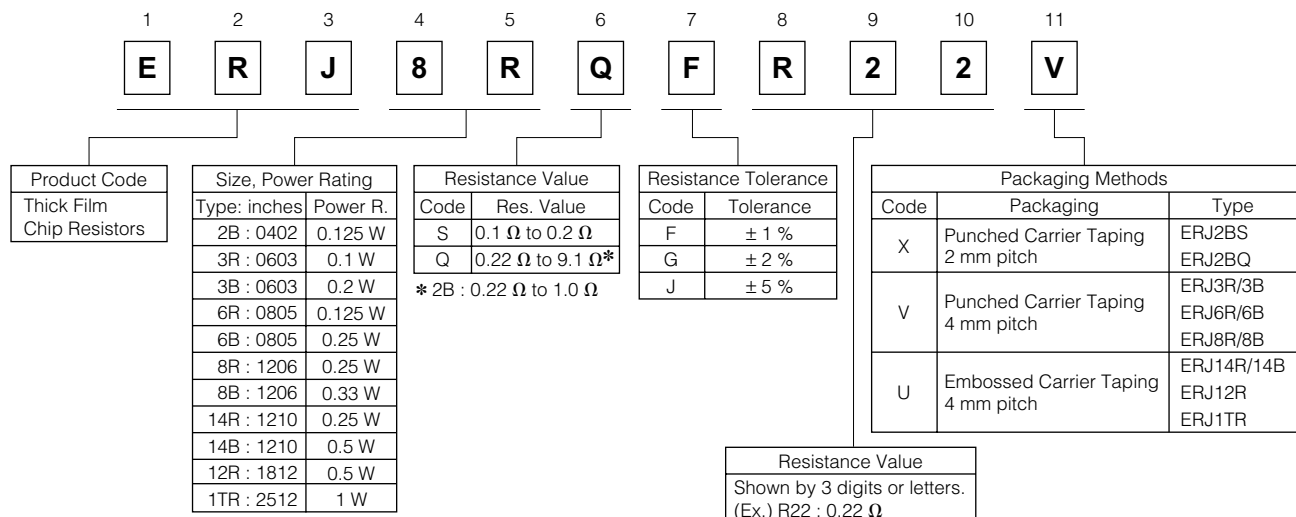 1 2 3 4 5 6 7 8 9 10 11
E R J 8 R Q F R 2 2 V
Product Code
Thick Film
Chip Resistors
Size, Power Rating
Type: inches Power R.
2B : 0402 0.125 W
3R : 0603 0.1 W
3B : 0603 0.2 W
6R : 0805 0.125 W
6B : 0805 0.25 W
8R : 1206 0.25 W
8B : 1206 0.33 W
14R : 1210 0.25 W
14B : 1210 0.5 W
12R : 1812 0.5 W
1TR : 2512 1 W
Resistance Value
Code Res. Value
S 0.1 Ω to 0.2 Ω
Q 0.22 Ω to 9.1 Ω*
* 2B : 0.22 Ω to 1.0 Ω
Resistance Tolerance
Code Tolerance
F ± 1 %
G ± 2 %
J ± 5 %
Resistance Value
Shown by 3 digits or letters.
(Ex.) R22 : 0.22 Ω
Packaging Methods
Code Packaging Type
X Punched Carrier Taping
2 mm pitch
ERJ2BS
ERJ2BQ
V Punched Carrier Taping
4 mm pitch
ERJ3R/3B
ERJ6R/6B
ERJ8R/8B
U Embossed Carrier Taping
4 mm pitch
ERJ14R/14B
ERJ12R
ERJ1TR